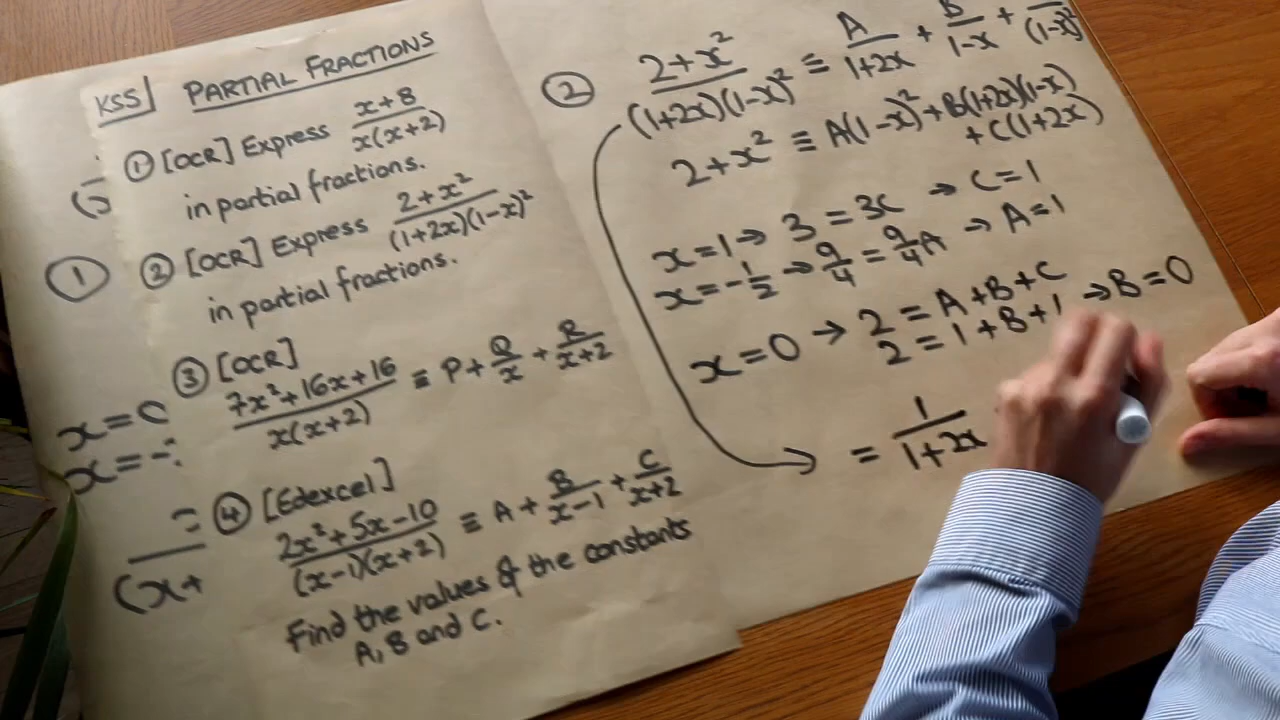 KSS PARTIAL FRACTIONS
① [OCR] Express (x+8)/(x(x+2))
in partial fractions.
② [OCR] Express (2+x²)/((1+2x)(1-x)²)
in partial fractions.
③ [OCR]
(7x²+16x+16)/(x(x+2)) ≡ P + Q/x + R/(x+2)
④ [Edexcel]
(2x²+5x-10)/((x-1)(x+2)) ≡ A + B/(x-1) + C/(x+2)
Find the values of the constants
A, B and C.
①
x=
x=-
=
(x+
② (2+x²)/((1+2x)(1-x)²) ≡ A/(1+2x) + B/(1-x) + /(1-x)²
2+x² ≡ A(1-x)² + B(1+2x)(1-x)
+ C(1+2x)
x=1 → 3 = 3C → C=1
x=-1/2 → 9/4 = 9/4 A → A=1
x=0 → 2 = A+B+C
2 = 1+B+1 → B=0
= 1/(1+2x)